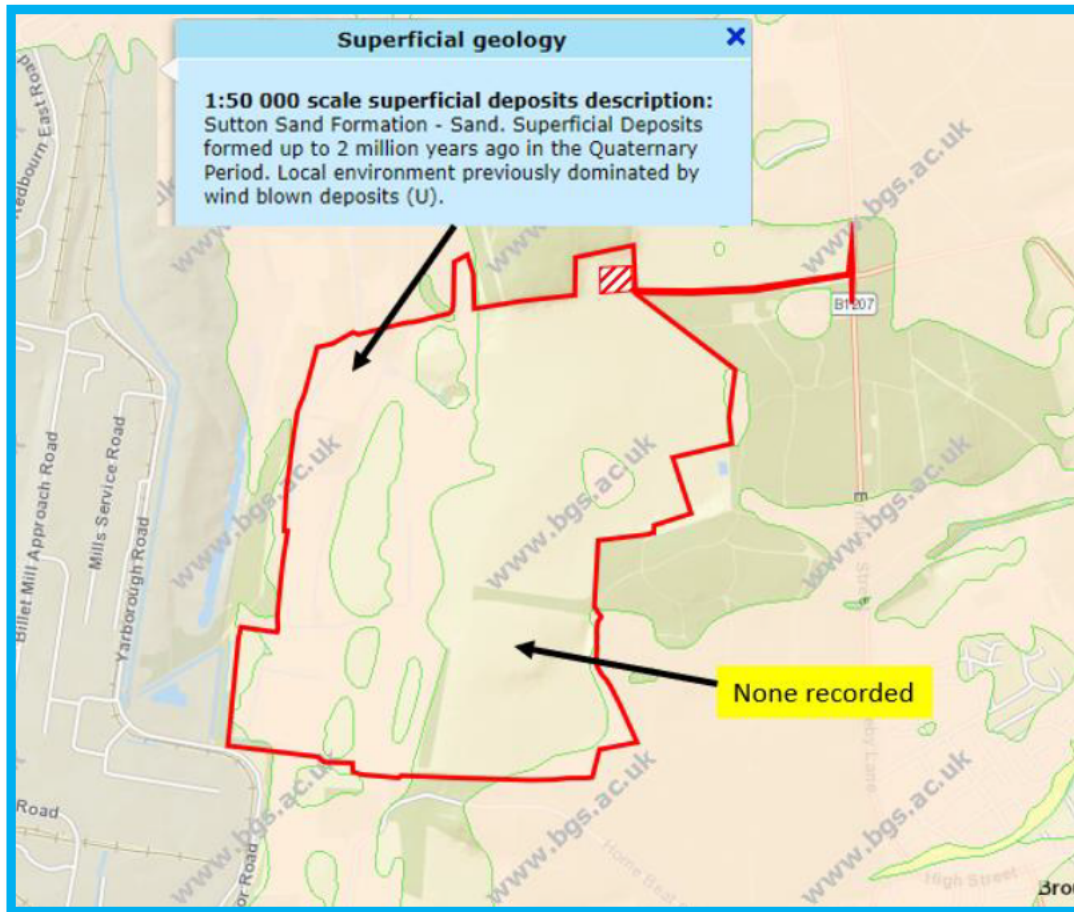 Superficial geology
1:50 000 scale superficial deposits description:
Sutton Sand Formation - Sand. Superficial Deposits
formed up to 2 million years ago in the Quaternary
Period. Local environment previously dominated by
wind blown deposits (U).
Redbourn East Road
www.bgs.ac.uk
www.bgs.ac.uk
B1207
www.bgs.ac.uk
www.bgs.ac.uk
www.bgs.ac.uk
Billet Mill Approach Road
Mills Service Road
Yarborough Road
None recorded
www.bgs.ac.uk
www.bgs.ac.uk
www.bgs.ac.uk
Road
High Street